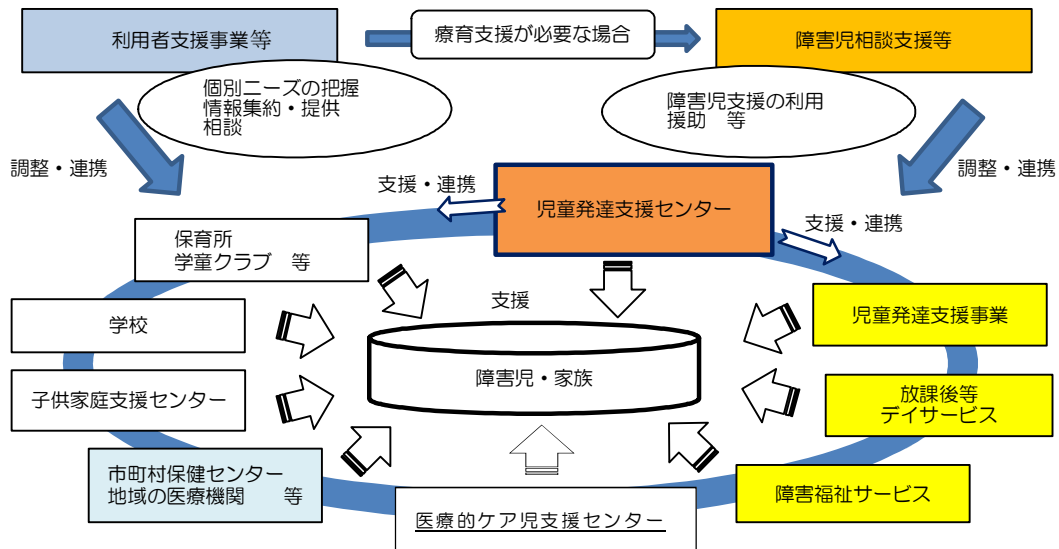 利用者支援事業等
療育支援が必要な場合
障害児相談支援等
個別ニーズの把握
情報集約・提供
相談
障害児支援の利用
援助　等
調整・連携
調整・連携
支援・連携
児童発達支援センター
支援・連携
保育所
学童クラブ　等
支援
学校
児童発達支援事業
障害児・家族
子供家庭支援センター
放課後等
デイサービス
市町村保健センター
地域の医療機関　　等
障害福祉サービス
医療的ケア児支援センター